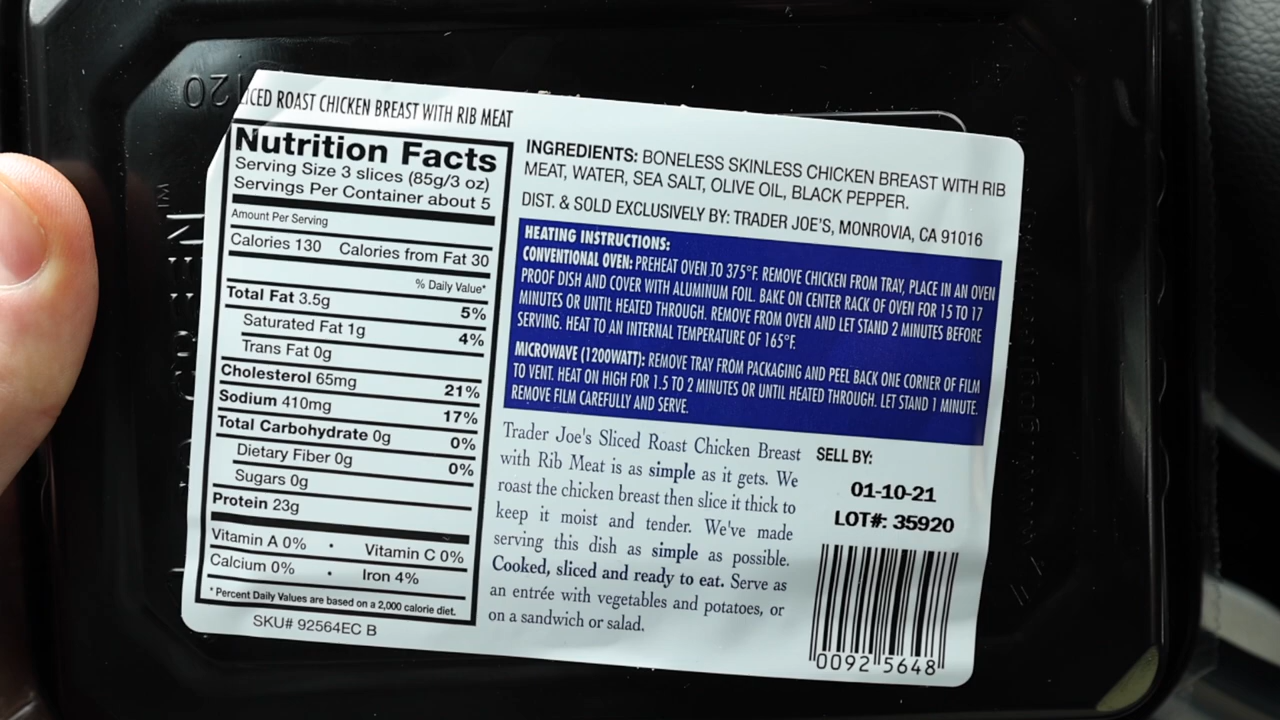 ICED ROAST CHICKEN BREAST WITH RIB MEAT
Nutrition Facts
Serving Size 3 slices (85g/3 oz)
Servings Per Container about 5
Amount Per Serving
Calories 130 Calories from Fat 30
% Daily Value*
Total Fat 3.5g 5%
Saturated Fat 1g 4%
Trans Fat 0g
Cholesterol 65mg 21%
Sodium 410mg 17%
Total Carbohydrate 0g 0%
Dietary Fiber 0g 0%
Sugars 0g
Protein 23g
Vitamin A 0% • Vitamin C 0%
Calcium 0% • Iron 4%
* Percent Daily Values are based on a 2,000 calorie diet.
SKU# 92564EC B
INGREDIENTS: BONELESS SKINLESS CHICKEN BREAST WITH RIB
MEAT, WATER, SEA SALT, OLIVE OIL, BLACK PEPPER.
DIST. & SOLD EXCLUSIVELY BY: TRADER JOE'S, MONROVIA, CA 91016
HEATING INSTRUCTIONS:
CONVENTIONAL OVEN: PREHEAT OVEN TO 375°F. REMOVE CHICKEN FROM TRAY, PLACE IN AN OVEN
PROOF DISH AND COVER WITH ALUMINUM FOIL. BAKE ON CENTER RACK OF OVEN FOR 15 TO 17
MINUTES OR UNTIL HEATED THROUGH. REMOVE FROM OVEN AND LET STAND 2 MINUTES BEFORE
SERVING. HEAT TO AN INTERNAL TEMPERATURE OF 165°F.
MICROWAVE (1200WATT): REMOVE TRAY FROM PACKAGING AND PEEL BACK ONE CORNER OF FILM
TO VENT. HEAT ON HIGH FOR 1.5 TO 2 MINUTES OR UNTIL HEATED THROUGH. LET STAND 1 MINUTE.
REMOVE FILM CAREFULLY AND SERVE.
Trader Joe's Sliced Roast Chicken Breast
with Rib Meat is as simple as it gets. We
roast the chicken breast then slice it thick to
keep it moist and tender. We've made
serving this dish as simple as possible.
Cooked, sliced and ready to eat. Serve as
an entrée with vegetables and potatoes, or
on a sandwich or salad.
SELL BY:
01-10-21
LOT#: 35920
0092 5648